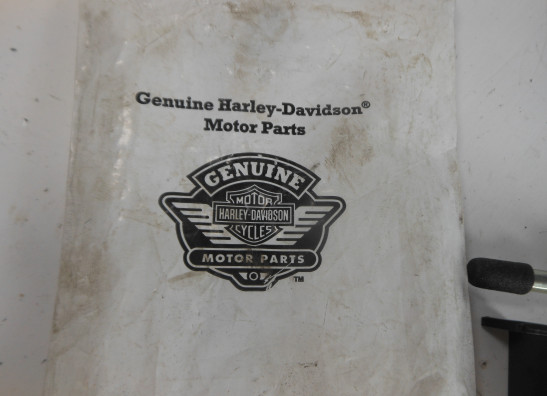 Genuine Harley-Davidson®
Motor Parts
GENUINE
MOTOR
HARLEY-DAVIDSON
CYCLES
MOTOR PARTS
TM